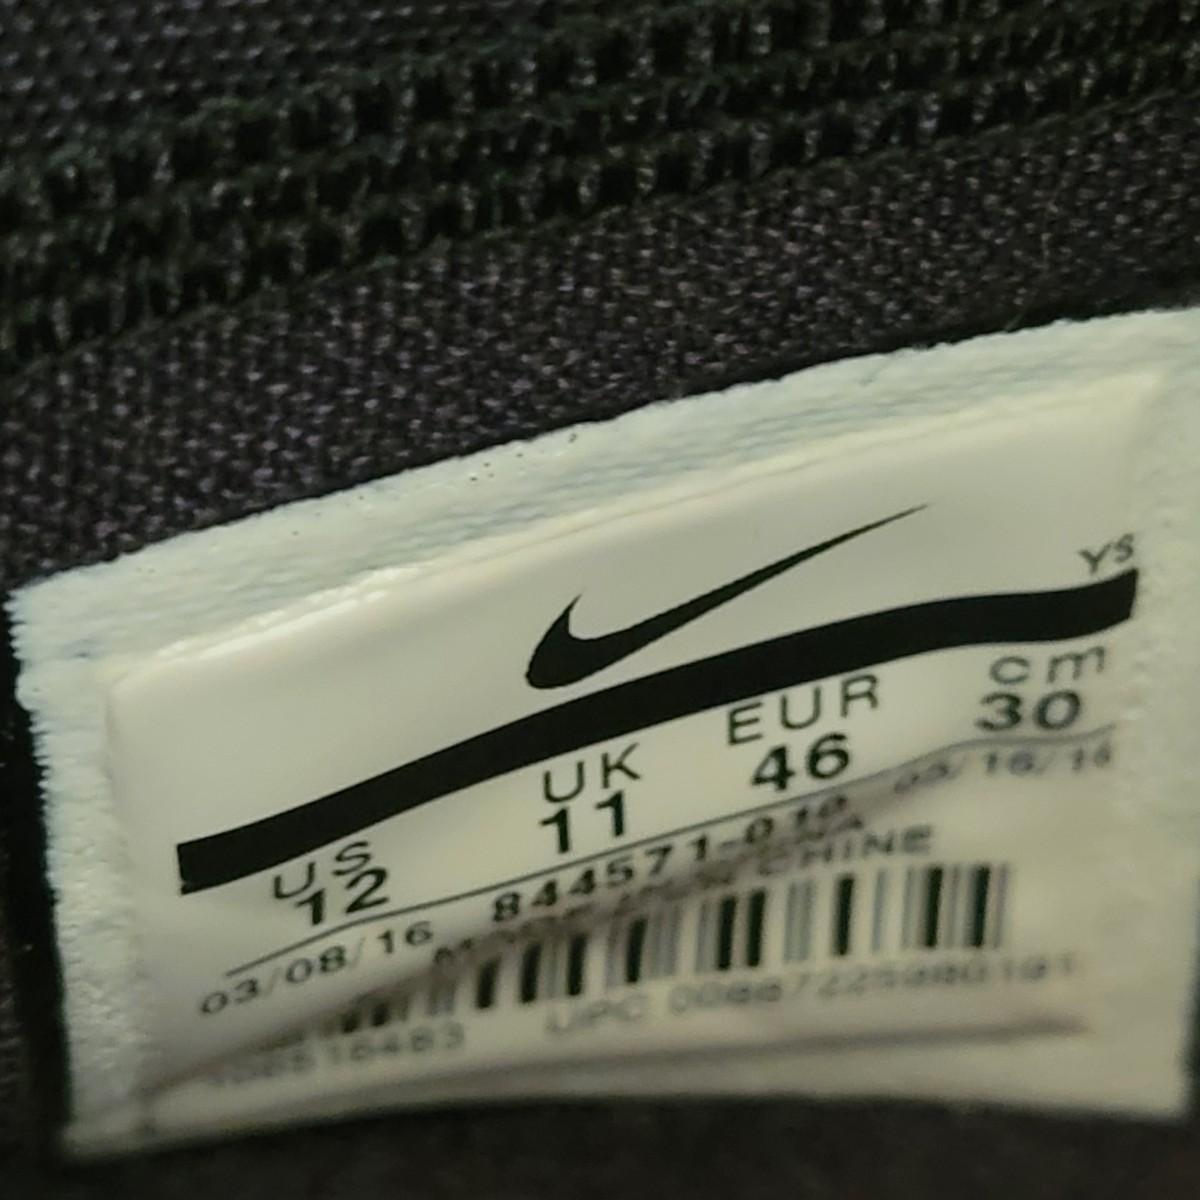 YS
US UK EUR cm
12 11 46 30
03/08/16 844571-010 05/16/16
CHINE
UPC